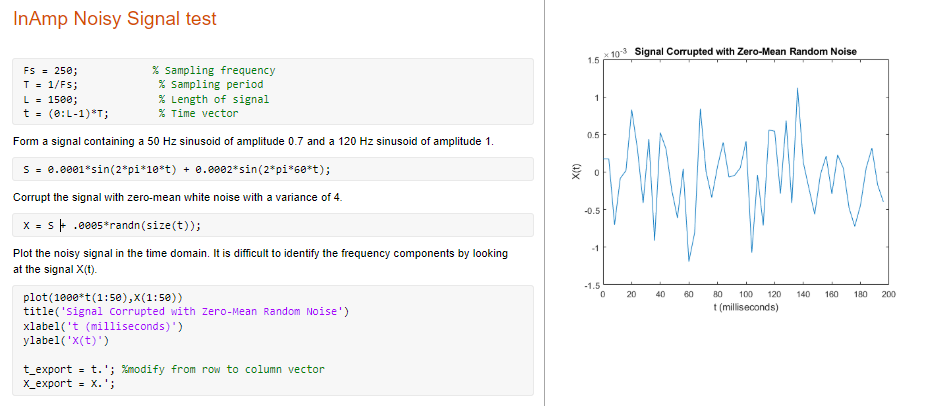 InAmp Noisy Signal test
Fs = 250; % Sampling frequency
T = 1/Fs; % Sampling period
L = 1500; % Length of signal
t = (0:L-1)*T; % Time vector
Form a signal containing a 50 Hz sinusoid of amplitude 0.7 and a 120 Hz sinusoid of amplitude 1.
S = 0.0001*sin(2*pi*10*t) + 0.0002*sin(2*pi*60*t);
Corrupt the signal with zero-mean white noise with a variance of 4.
X = S + .0005*randn(size(t));
Plot the noisy signal in the time domain. It is difficult to identify the frequency components by looking
at the signal X(t).
plot(1000*t(1:50),X(1:50))
title('Signal Corrupted with Zero-Mean Random Noise')
xlabel('t (milliseconds)')
ylabel('X(t)')
t_export = t.'; %modify from row to column vector
X_export = X.';
×10-3 Signal Corrupted with Zero-Mean Random Noise
1.5
1
0.5
0
-0.5
-1
-1.5
X(t)
0 20 40 60 80 100 120 140 160 180 200
t (milliseconds)